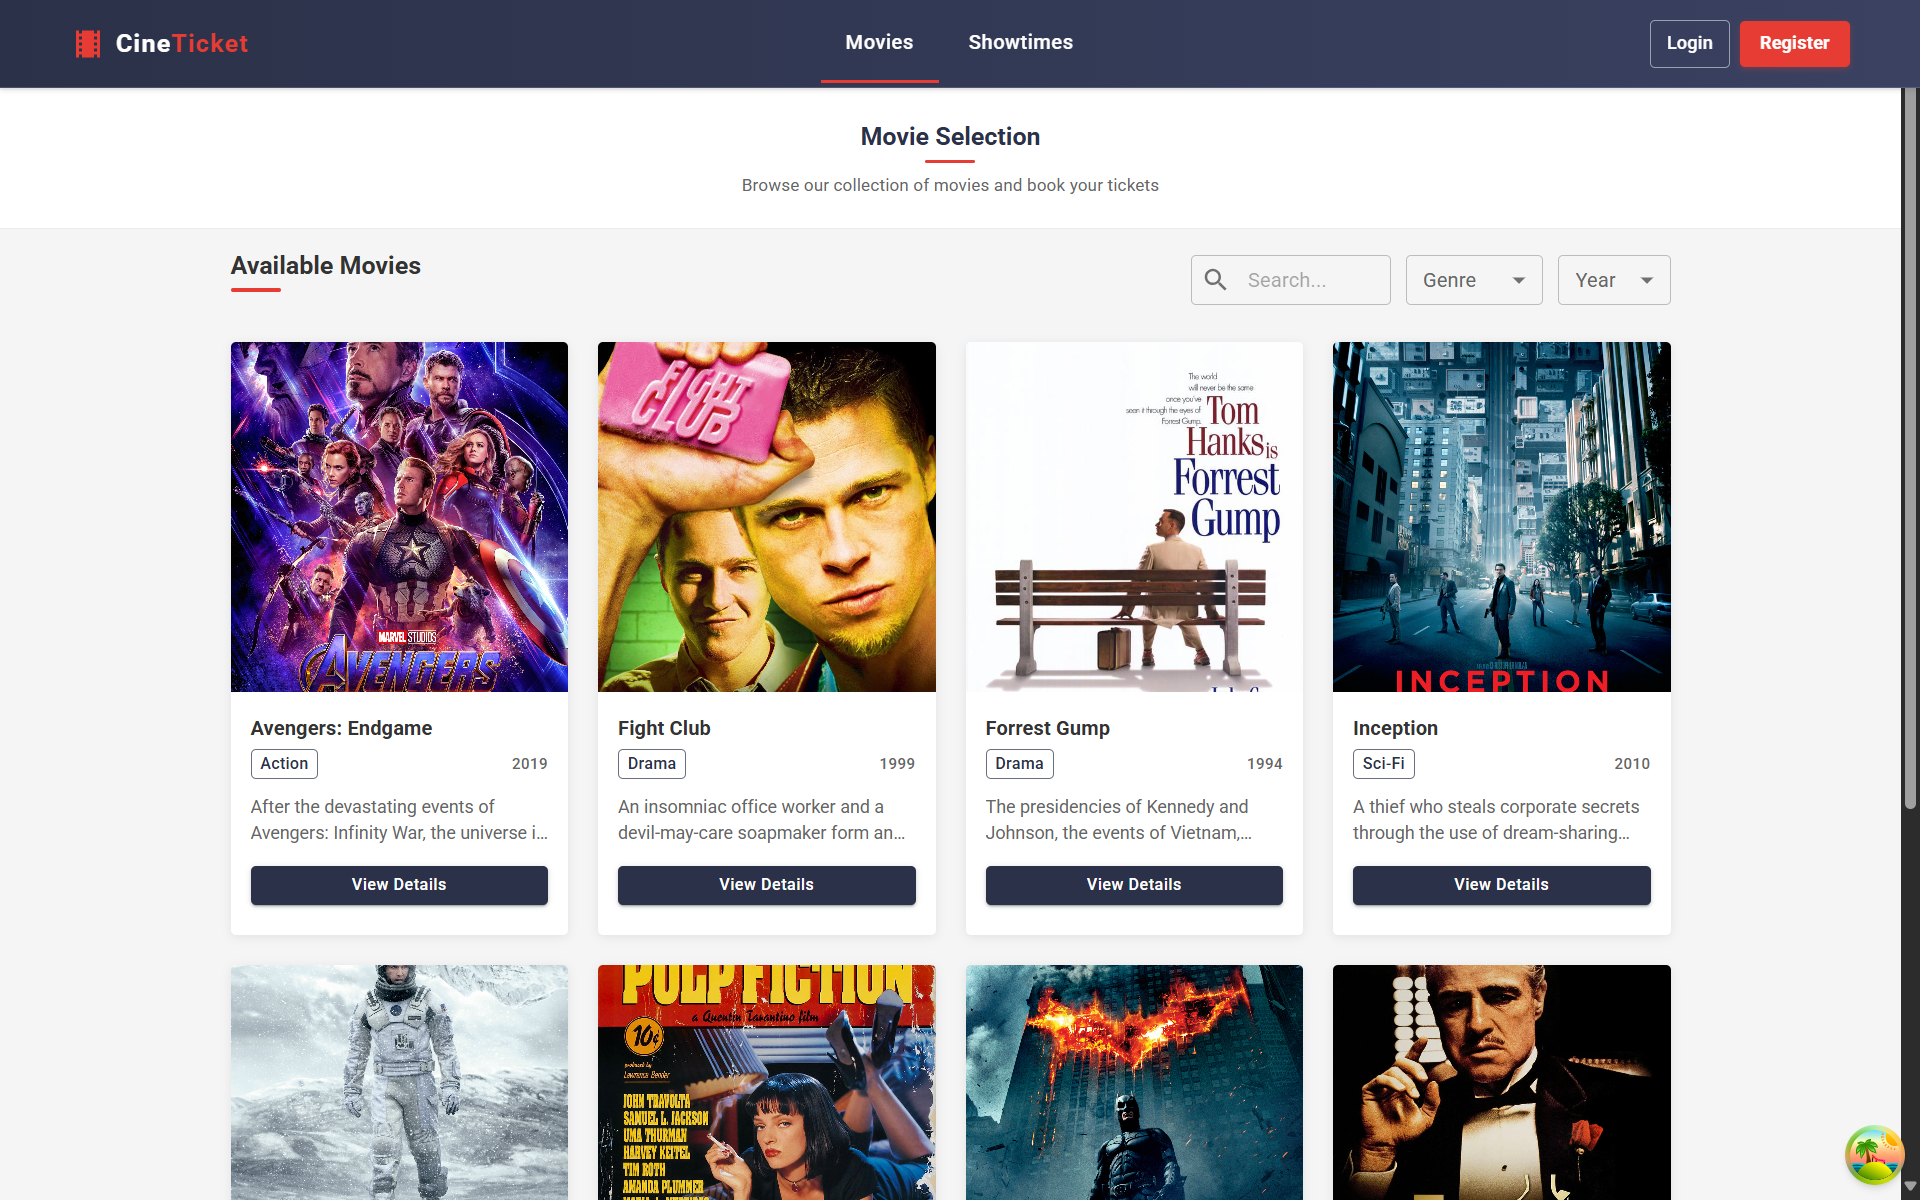 CineTicket
Movies
Showtimes
Login
Register
Movie Selection
Browse our collection of movies and book your tickets
Available Movies
Search...
Genre
Year
MARVEL STUDIOS
AVENGERS
FIGHT
CLUB
The world
will never be the same
once you've
seen it through the eyes of
Forrest Gump.
Tom
Hanks is
Forrest
Gump
INCEPTION
Avengers: Endgame
Action
2019
After the devastating events of
Avengers: Infinity War, the universe i...
View Details
Fight Club
Drama
1999
An insomniac office worker and a
devil-may-care soapmaker form an...
View Details
Forrest Gump
Drama
1994
The presidencies of Kennedy and
Johnson, the events of Vietnam,...
View Details
Inception
Sci-Fi
2010
A thief who steals corporate secrets
through the use of dream-sharing...
View Details
PULP FICTION
a Quentin Tarantino film
10¢
produced by
Lawrence Bender
JOHN TRAVOLTA
SAMUEL L. JACKSON
UMA THURMAN
HARVEY KEITEL
TIM ROTH
AMANDA PLUMMER